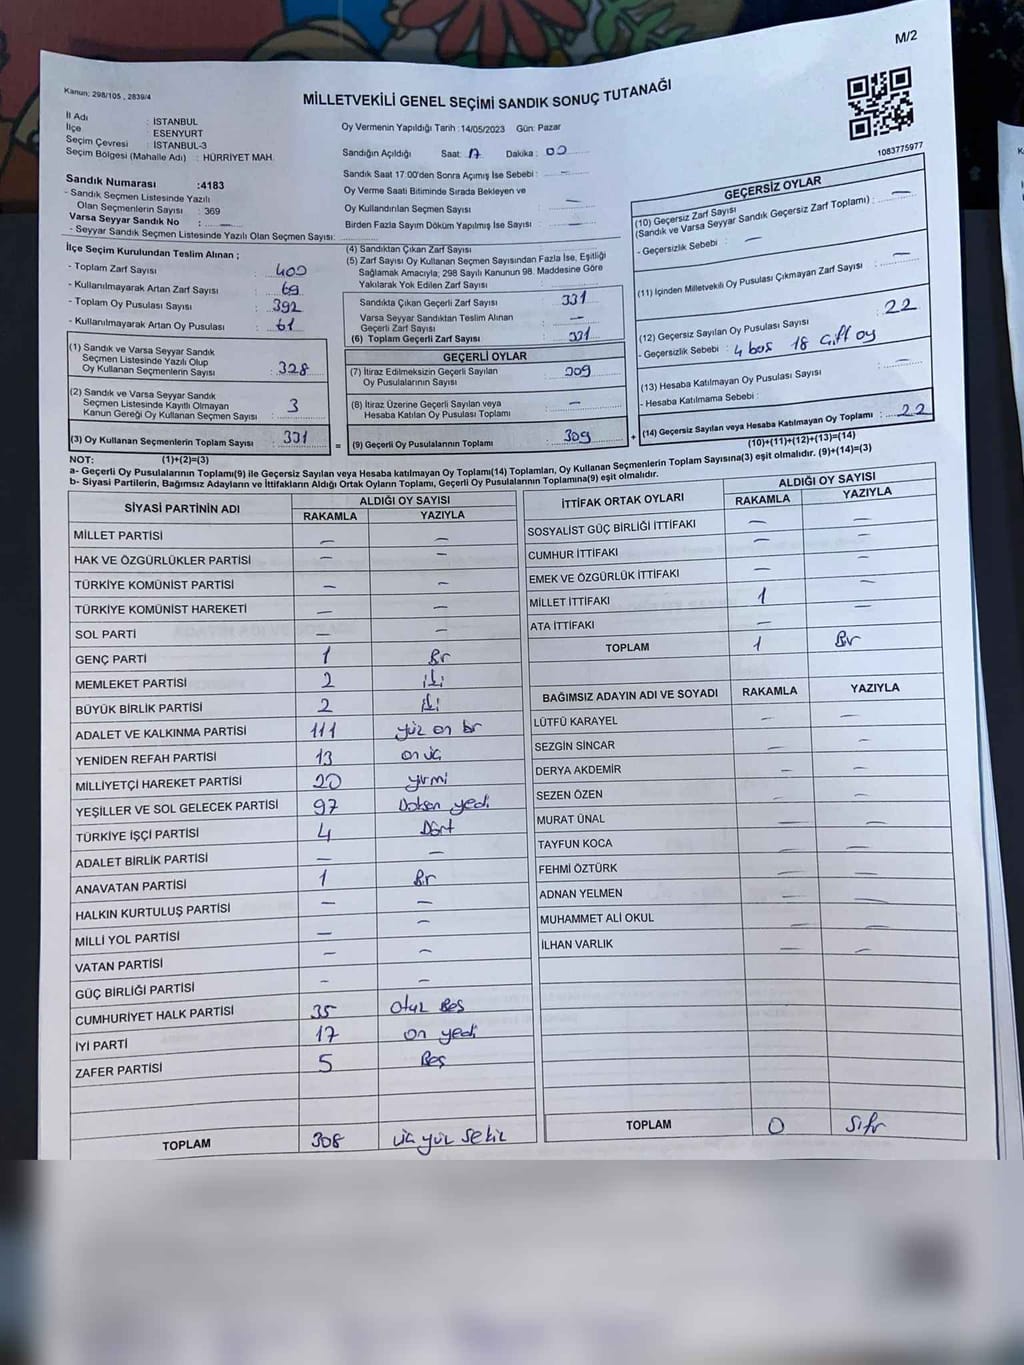 M/2
Kanun: 298/105 , 2839/4
MİLLETVEKİLİ GENEL SEÇİMİ SANDIK SONUÇ TUTANAĞI
1083775977
İl Adı : İSTANBUL
İlçe : ESENYURT
Seçim Çevresi : İSTANBUL-3
Seçim Bölgesi (Mahalle Adı) : HÜRRİYET MAH.
Sandık Numarası :4183
- Sandık Seçmen Listesinde Yazılı
Olan Seçmenlerin Sayısı : 369
Varsa Seyyar Sandık No : —
- Seyyar Sandık Seçmen Listesinde Yazılı Olan Seçmen Sayısı:
Oy Vermenin Yapıldığı Tarih :14/05/2023 Gün: Pazar
Sandığın Açıldığı Saat: 17 Dakika : 00
Sandık Saat 17:00'den Sonra Açımış İse Sebebi : —
Oy Verme Saati Bitiminde Sırada Bekleyen ve
Oy Kullandırılan Seçmen Sayısı : —
Birden Fazla Sayım Döküm Yapılmış İse Sayısı : —
İlçe Seçim Kurulundan Teslim Alınan ;
- Toplam Zarf Sayısı : 400
- Kullanılmayarak Artan Zarf Sayısı : 69
- Toplam Oy Pusulası Sayısı : 392
- Kullanılmayarak Artan Oy Pusulası : 61
(1) Sandık ve Varsa Seyyar Sandık
Seçmen Listesinde Yazılı Olup
Oy Kullanan Seçmenlerin Sayısı : 328
(2) Sandık ve Varsa Seyyar Sandık
Seçmen Listesinde Kayıtlı Olmayan
Kanun Gereği Oy Kullanan Seçmen Sayısı : 3
(3) Oy Kullanan Seçmenlerin Toplam Sayısı : 331
(1)+(2)=(3)
(4) Sandıktan Çıkan Zarf Sayısı :
(5) Zarf Sayısı Oy Kullanan Seçmen Sayısından Fazla İse, Eşitliği
Sağlamak Amacıyla; 298 Sayılı Kanunun 98. Maddesine Göre
Yakılarak Yok Edilen Zarf Sayısı :
Sandıkta Çıkan Geçerli Zarf Sayısı : 331
Varsa Seyyar Sandıktan Teslim Alınan
Geçerli Zarf Sayısı : —
(6) Toplam Geçerli Zarf Sayısı : 331
GEÇERLİ OYLAR
(7) İtiraz Edilmeksizin Geçerli Sayılan
Oy Pusulalarının Sayısı : 309
(8) İtiraz Üzerine Geçerli Sayılan veya
Hesaba Katılan Oy Pusulası Toplamı : —
= (9) Geçerli Oy Pusulalarının Toplamı : 309
GEÇERSİZ OYLAR
(10) Geçersiz Zarf Sayısı
(Sandık ve Varsa Seyyar Sandık Geçersiz Zarf Toplamı) : —
- Geçersizlik Sebebi : —
(11) İçinden Milletvekili Oy Pusulası Çıkmayan Zarf Sayısı : —
(12) Geçersiz Sayılan Oy Pusulası Sayısı : 22
- Geçersizlik Sebebi : 4 boş 18 çift oy
(13) Hesaba Katılmayan Oy Pusulası Sayısı : —
- Hesaba Katılmama Sebebi :
+ (14) Geçersiz Sayılan veya Hesaba Katılmayan Oy Toplamı : 22
(10)+(11)+(12)+(13)=(14)
NOT:
a- Geçerli Oy Pusulalarının Toplamı(9) ile Geçersiz Sayılan veya Hesaba katılmayan Oy Toplamı(14) Toplamları, Oy Kullanan Seçmenlerin Toplam Sayısına(3) eşit olmalıdır. (9)+(14)=(3)
b- Siyasi Partilerin, Bağımsız Adayların ve İttifakların Aldığı Ortak Oyların Toplamı, Geçerli Oy Pusulalarının Toplamına(9) eşit olmalıdır.
SİYASİ PARTİNİN ADI ALDIĞI OY SAYISI
RAKAMLA YAZIYLA
MİLLET PARTİSİ — —
HAK VE ÖZGÜRLÜKLER PARTİSİ — —
TÜRKİYE KOMÜNİST PARTİSİ — —
TÜRKİYE KOMÜNİST HAREKETİ — —
SOL PARTİ — —
GENÇ PARTİ 1 Bir
MEMLEKET PARTİSİ 2 iki
BÜYÜK BİRLİK PARTİSİ 2 iki
ADALET VE KALKINMA PARTİSİ 111 yüz on bir
YENİDEN REFAH PARTİSİ 13 on üç
MİLLİYETÇİ HAREKET PARTİSİ 20 yirmi
YEŞİLLER VE SOL GELECEK PARTİSİ 97 Doksan yedi
TÜRKİYE İŞÇİ PARTİSİ 4 Dört
ADALET BİRLİK PARTİSİ — —
ANAVATAN PARTİSİ 1 Bir
HALKIN KURTULUŞ PARTİSİ — —
MİLLİ YOL PARTİSİ — —
VATAN PARTİSİ — —
GÜÇ BİRLİĞİ PARTİSİ — —
CUMHURİYET HALK PARTİSİ 35 Otuz Beş
İYİ PARTİ 17 on yedi
ZAFER PARTİSİ 5 Beş
TOPLAM 308 üç yüz sekiz
İTTİFAK ORTAK OYLARI ALDIĞI OY SAYISI
RAKAMLA YAZIYLA
SOSYALİST GÜÇ BİRLİĞİ İTTİFAKI — —
CUMHUR İTTİFAKI — —
EMEK VE ÖZGÜRLÜK İTTİFAKI — —
MİLLET İTTİFAKI 1 —
ATA İTTİFAKI — —
TOPLAM 1 Bir
BAĞIMSIZ ADAYIN ADI VE SOYADI RAKAMLA YAZIYLA
LÜTFÜ KARAYEL — —
SEZGİN SİNCAR — —
DERYA AKDEMİR — —
SEZEN ÖZEN — —
MURAT ÜNAL — —
TAYFUN KOCA — —
FEHMİ ÖZTÜRK — —
ADNAN YELMEN — —
MUHAMMET ALİ OKUL — —
İLHAN VARLIK — —
TOPLAM 0 Sıfır